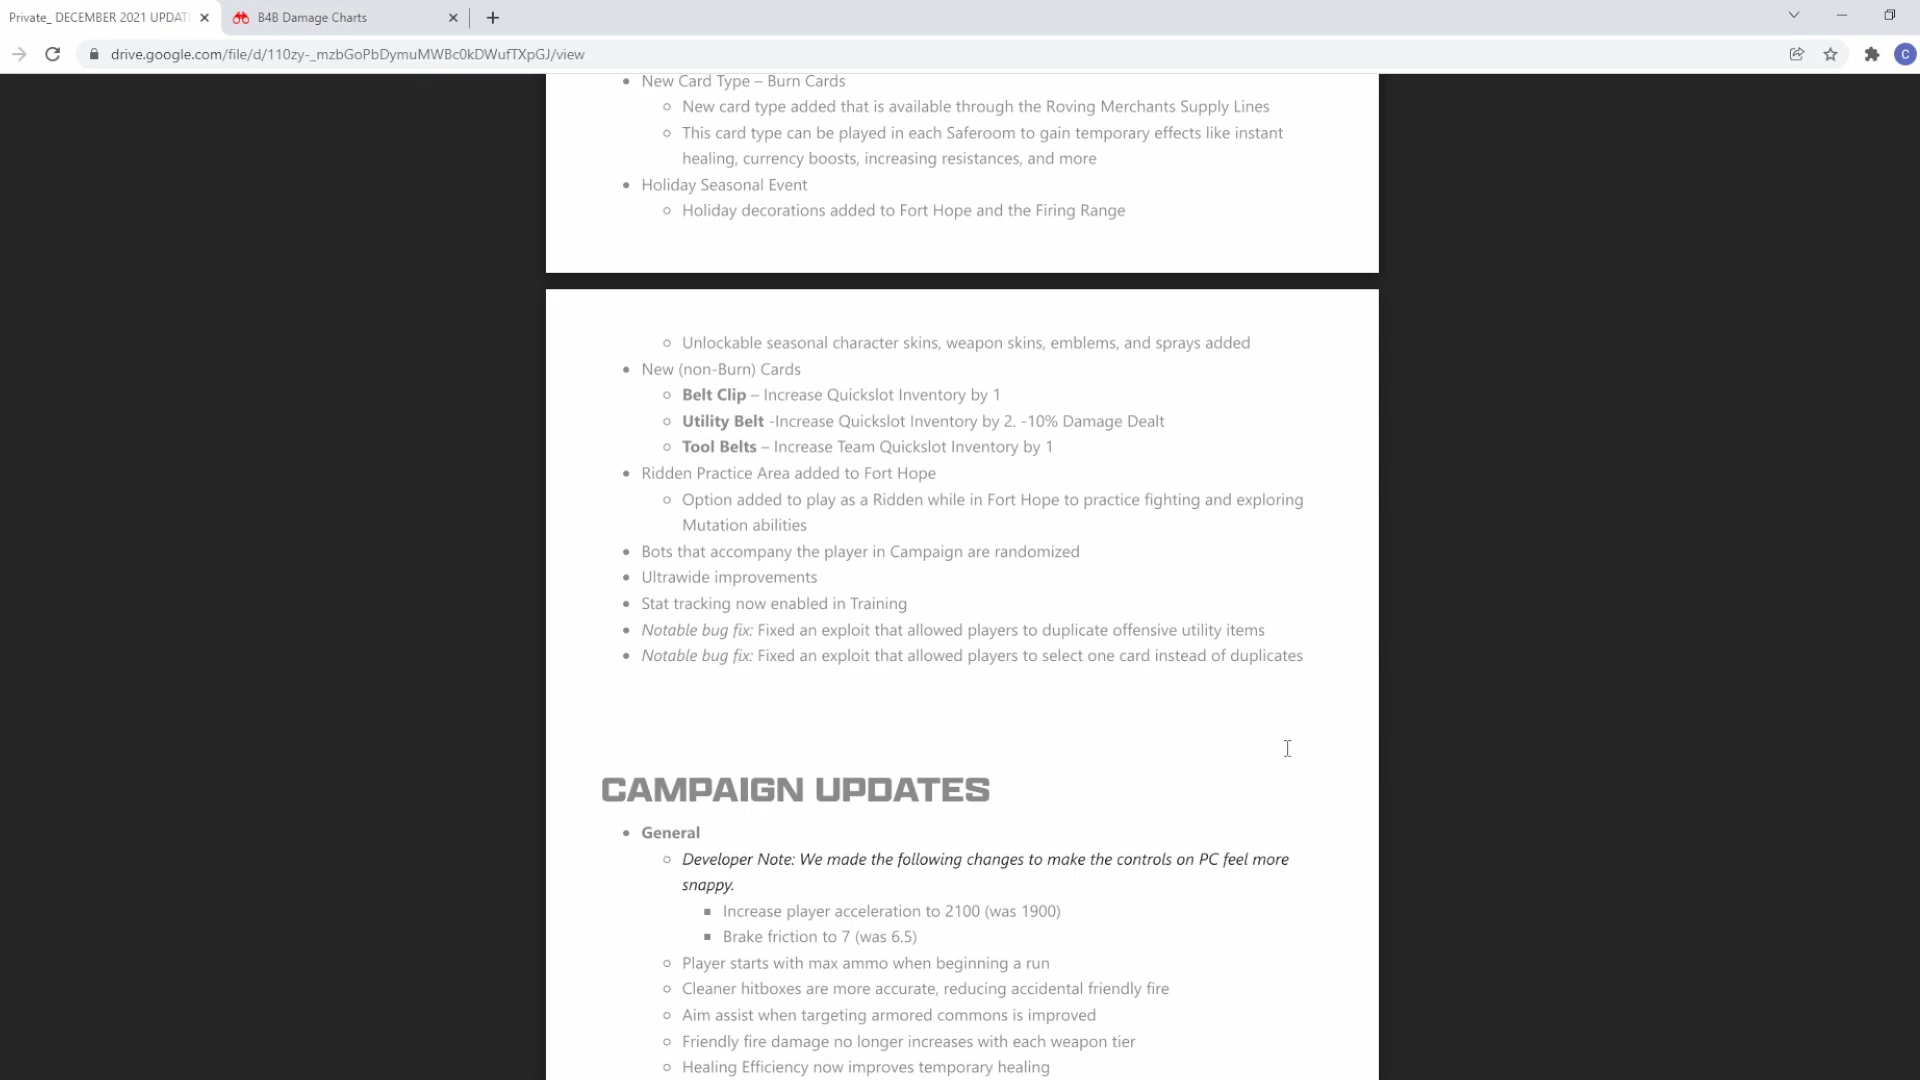 Private_ DECEMBER 2021 UPDAT
B4B Damage Charts
drive.google.com/file/d/110zy-_mzbGoPbDymuMWBc0kDWufTXpGJ/view
C
New Card Type – Burn Cards
New card type added that is available through the Roving Merchants Supply Lines
This card type can be played in each Saferoom to gain temporary effects like instant
healing, currency boosts, increasing resistances, and more
Holiday Seasonal Event
Holiday decorations added to Fort Hope and the Firing Range
Unlockable seasonal character skins, weapon skins, emblems, and sprays added
New (non-Burn) Cards
Belt Clip – Increase Quickslot Inventory by 1
Utility Belt -Increase Quickslot Inventory by 2. -10% Damage Dealt
Tool Belts – Increase Team Quickslot Inventory by 1
Ridden Practice Area added to Fort Hope
Option added to play as a Ridden while in Fort Hope to practice fighting and exploring
Mutation abilities
Bots that accompany the player in Campaign are randomized
Ultrawide improvements
Stat tracking now enabled in Training
Notable bug fix: Fixed an exploit that allowed players to duplicate offensive utility items
Notable bug fix: Fixed an exploit that allowed players to select one card instead of duplicates
CAMPAIGN UPDATES
General
Developer Note: We made the following changes to make the controls on PC feel more
snappy.
Increase player acceleration to 2100 (was 1900)
Brake friction to 7 (was 6.5)
Player starts with max ammo when beginning a run
Cleaner hitboxes are more accurate, reducing accidental friendly fire
Aim assist when targeting armored commons is improved
Friendly fire damage no longer increases with each weapon tier
Healing Efficiency now improves temporary healing